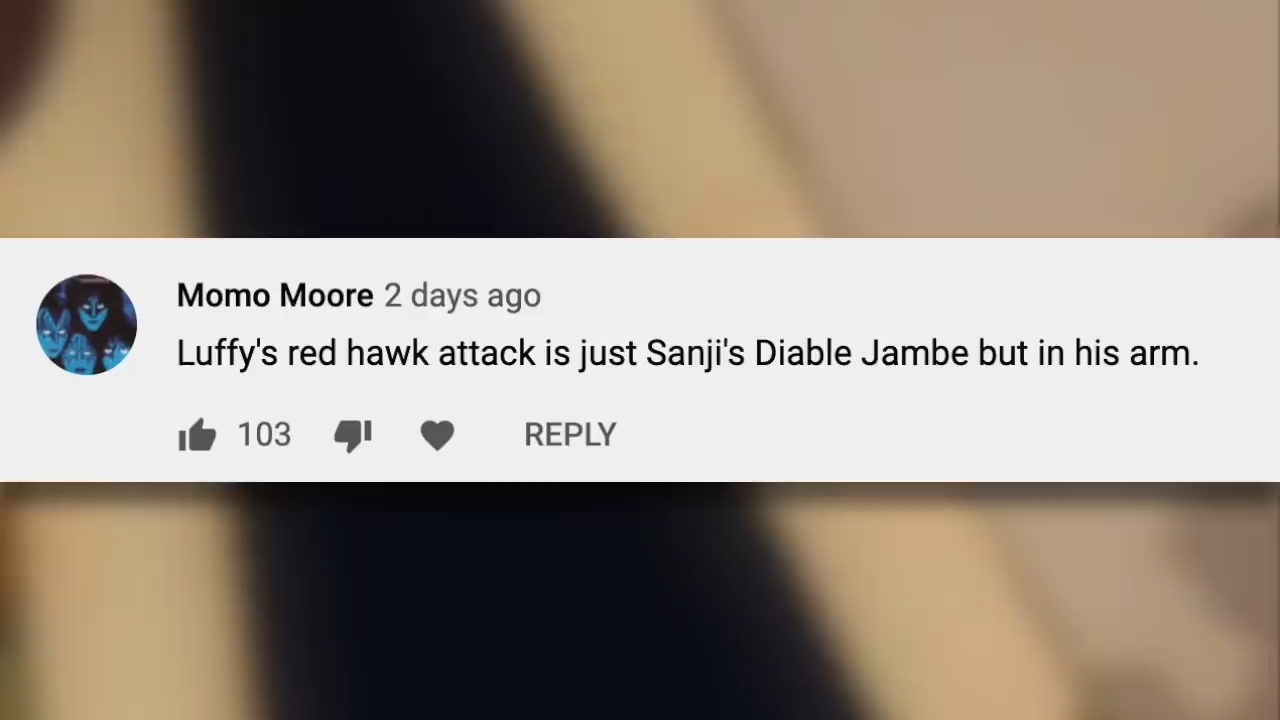 Momo Moore 2 days ago
Luffy's red hawk attack is just Sanji's Diable Jambe but in his arm.
103 REPLY